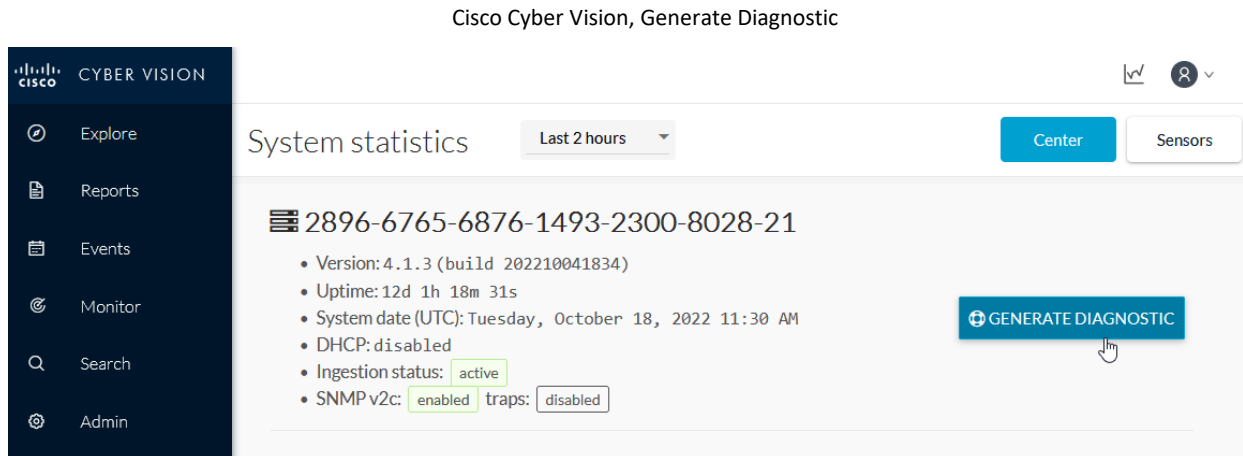 Cisco Cyber Vision, Generate Diagnostic
cisco CYBER VISION
Explore
System statistics Last 2 hours Center Sensors
Reports
2896-6765-6876-1493-2300-8028-21
Events
• Version: 4.1.3 (build 202210041834)
• Uptime: 12d 1h 18m 31s
Monitor
• System date (UTC): Tuesday, October 18, 2022 11:30 AM
GENERATE DIAGNOSTIC
• DHCP: disabled
Search
• Ingestion status: active
• SNMP v2c: enabled traps: disabled
Admin